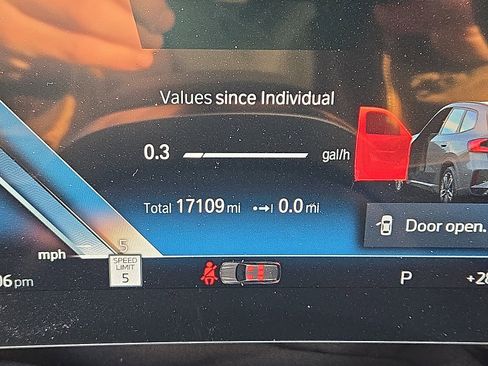 Values since Individual
0.3 gal/h
Total 17109 mi 0.0 mi
Door open.
5
mph
SPEED
LIMIT
5
06 pm
P
+28